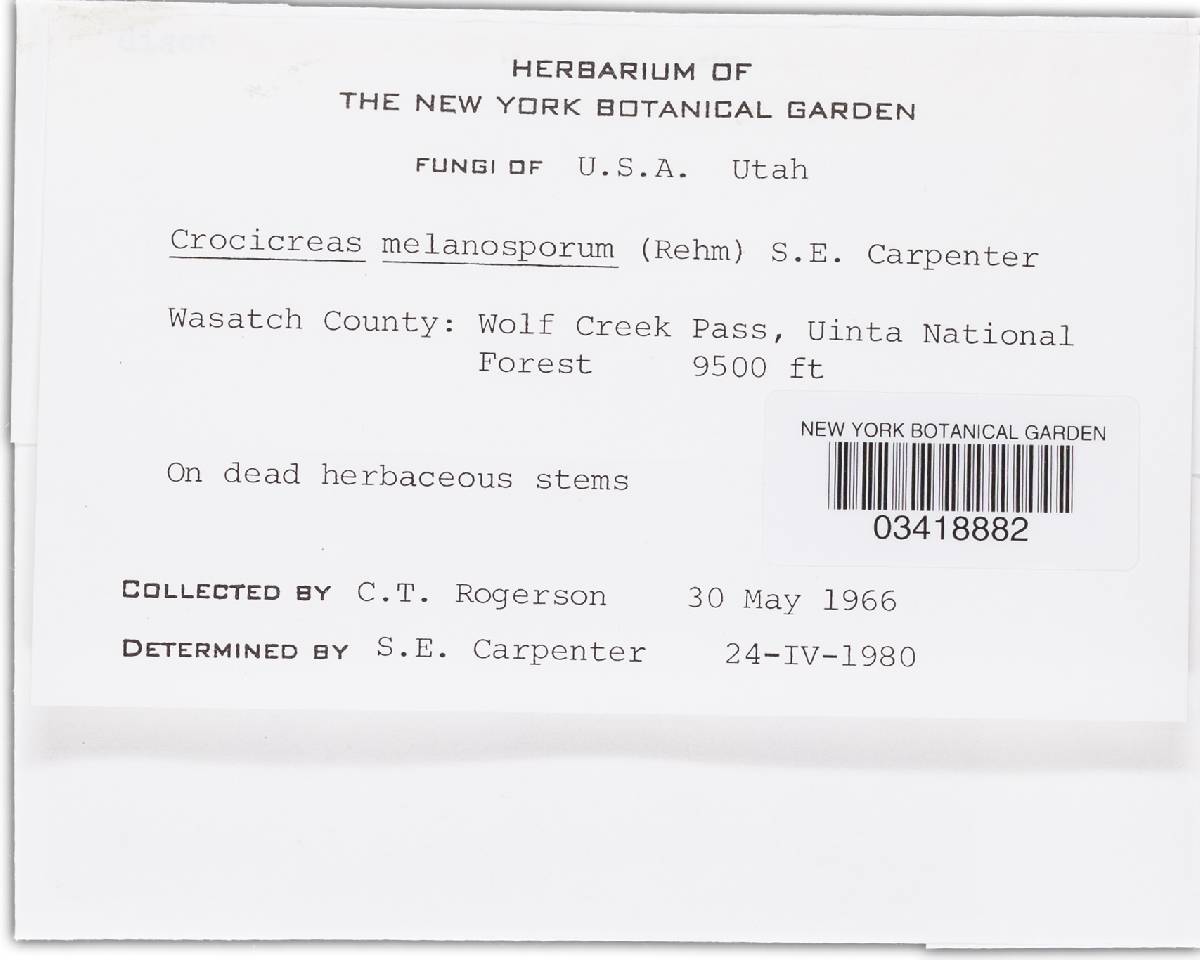 HERBARIUM OF
THE NEW YORK BOTANICAL GARDEN
FUNGI OF U.S.A. Utah
Crocicreas melanosporum (Rehm) S.E. Carpenter
Wasatch County: Wolf Creek Pass, Uinta National
Forest 9500 ft
NEW YORK BOTANICAL GARDEN
03418882
On dead herbaceous stems
COLLECTED BY C.T. Rogerson 30 May 1966
DETERMINED BY S.E. Carpenter 24-IV-1980